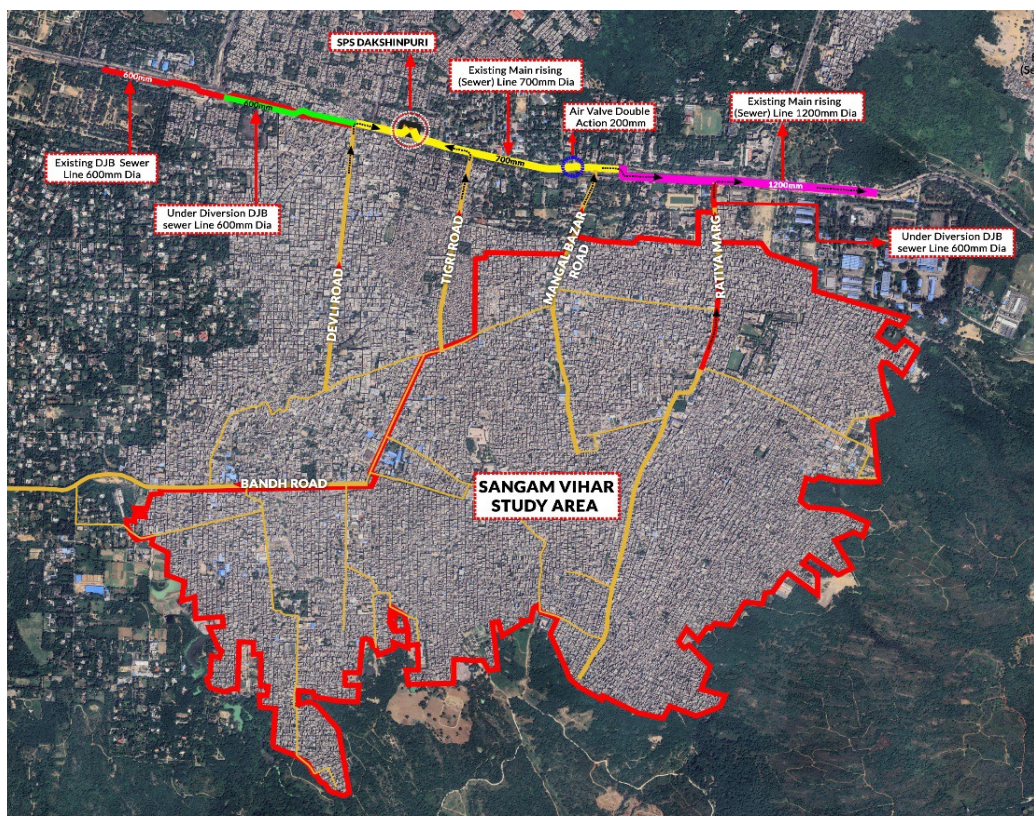 SPS DAKSHINPURI
Existing Main rising
(Sewer) Line 700mm Dia
Air Valve Double
Action 200mm
Existing Main rising
(Sewer) Line 1200mm Dia
600mm
600mm
700mm
1200mm
Existing DJB Sewer
Line 600mm Dia
Under Diversion DJB
sewer Line 600mm Dia
Under Diversion DJB
sewer Line 600mm Dia
DEVLI ROAD
TIGRI ROAD
MANGAL BAZAR
ROAD
RATIYA MARG
BANDH ROAD
SANGAM VIHAR
STUDY AREA